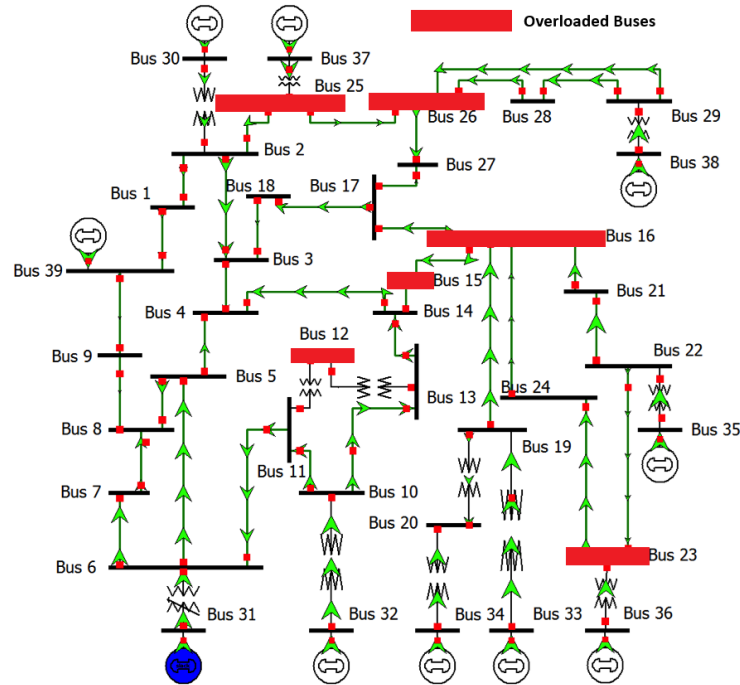 Overloaded Buses
Bus 30
Bus 37
Bus 25
Bus 26
Bus 28
Bus 29
Bus 2
Bus 27
Bus 38
Bus 1
Bus 18
Bus 17
Bus 16
Bus 39
Bus 3
Bus 15
Bus 21
Bus 4
Bus 14
Bus 12
Bus 9
Bus 5
Bus 13
Bus 22
Bus 24
Bus 8
Bus 11
Bus 19
Bus 35
Bus 7
Bus 10
Bus 20
Bus 6
Bus 23
Bus 31
Bus 32
Bus 34
Bus 33
Bus 36